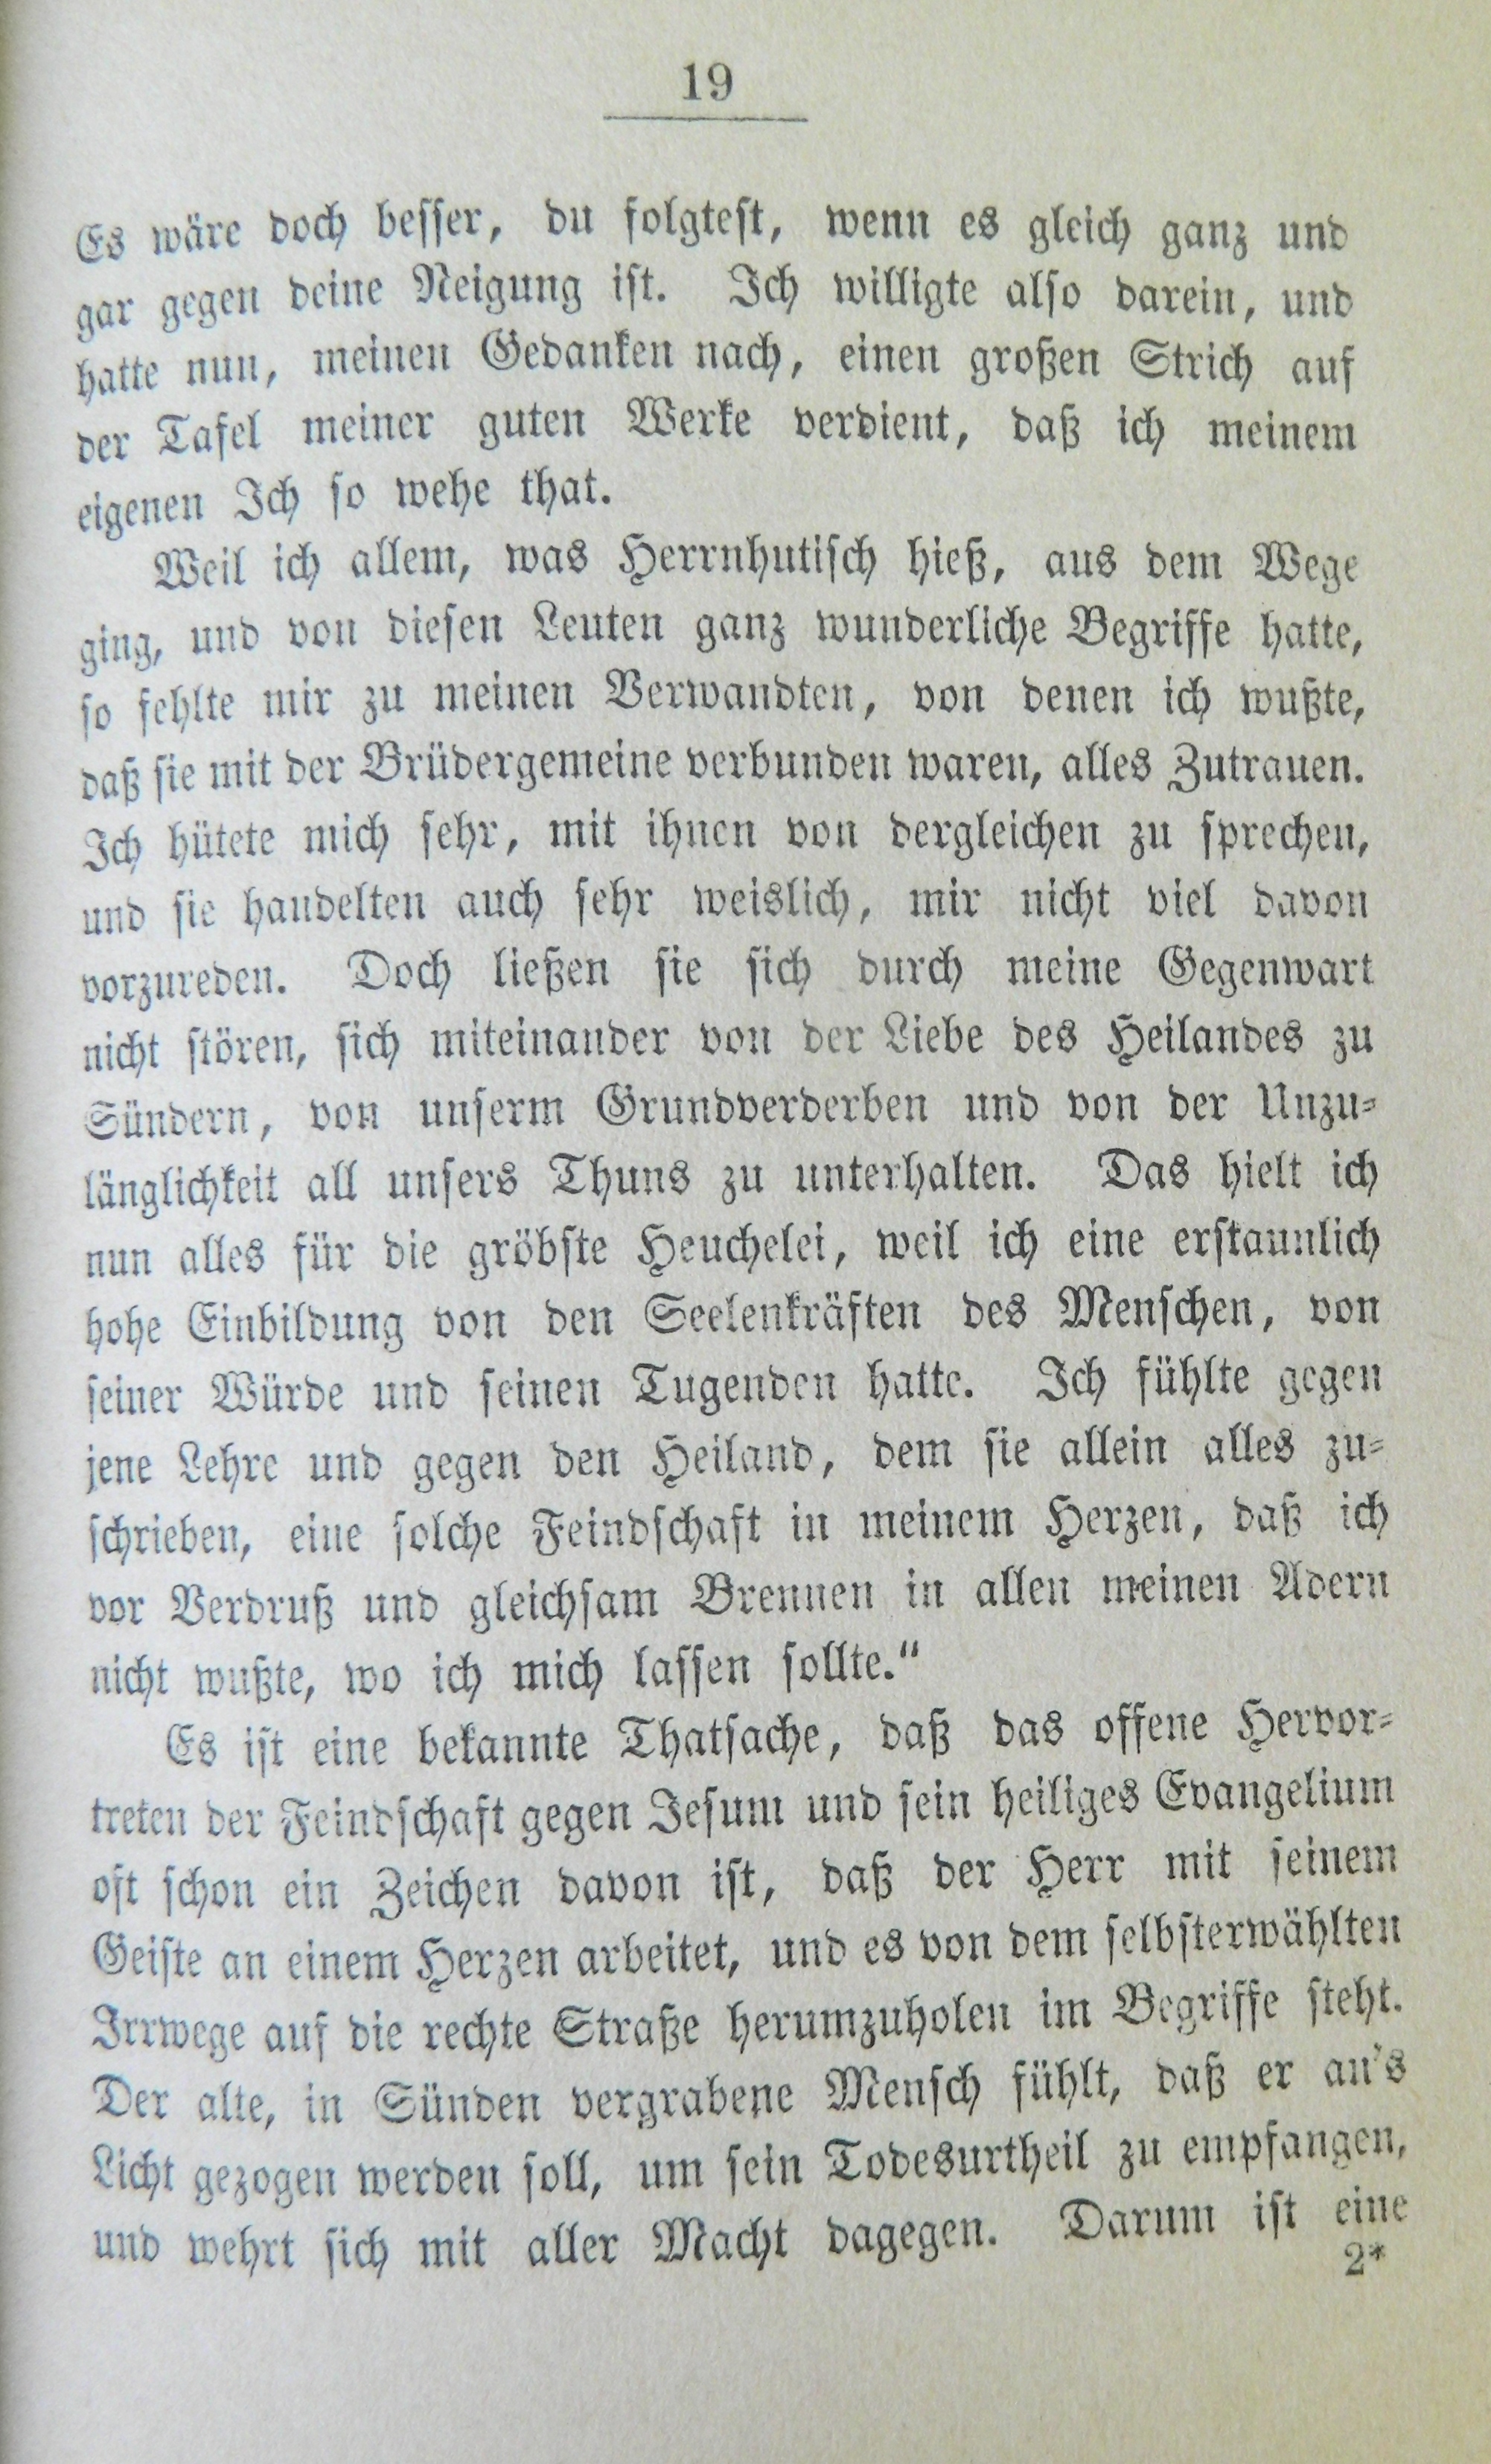 19
Es wäre doch besser, du folgtest, wenn es gleich ganz und
gar gegen deine Neigung ist. Ich willigte also darein, und
hatte nun, meinen Gedanken nach, einen großen Strich auf
der Tafel meiner guten Werke verdient, daß ich meinem
eigenen Ich so wehe that.
Weil ich allem, was Herrnhutisch hieß, aus dem Wege
ging, und von diesen Leuten ganz wunderliche Begriffe hatte,
so fehlte mir zu meinen Verwandten, von denen ich wußte,
daß sie mit der Brüdergemeine verbunden waren, alles Zutrauen.
Ich hütete mich sehr, mit ihnen von dergleichen zu sprechen,
und sie handelten auch sehr weislich, mir nicht viel davon
vorzureden. Doch ließen sie sich durch meine Gegenwart
nicht stören, sich miteinander von der Liebe des Heilandes zu
Sündern, von unserm Grundverderben und von der Unzu-
länglichkeit all unsers Thuns zu unterhalten. Das hielt ich
nun alles für die gröbste Heuchelei, weil ich eine erstaunlich
hohe Einbildung von den Seelenkräften des Menschen, von
seiner Würde und seinen Tugenden hatte. Ich fühlte gegen
jene Lehre und gegen den Heiland, dem sie allein alles zu-
schrieben, eine solche Feindschaft in meinem Herzen, daß ich
vor Verdruß und gleichsam Brennen in allen meinen Adern
nicht wußte, wo ich mich lassen sollte.“
Es ist eine bekannte Thatsache, daß das offene Hervor-
treten der Feindschaft gegen Jesum und sein heiliges Evangelium
oft schon ein Zeichen davon ist, daß der Herr mit seinem
Geiste an einem Herzen arbeitet, und es von dem selbsterwählten
Irrwege auf die rechte Straße herumzuholen im Begriffe steht.
Der alte, in Sünden vergrabene Mensch fühlt, daß er an's
Licht gezogen werden soll, um sein Todesurtheil zu empfangen,
und wehrt sich mit aller Macht dagegen. Darum ist eine
2*